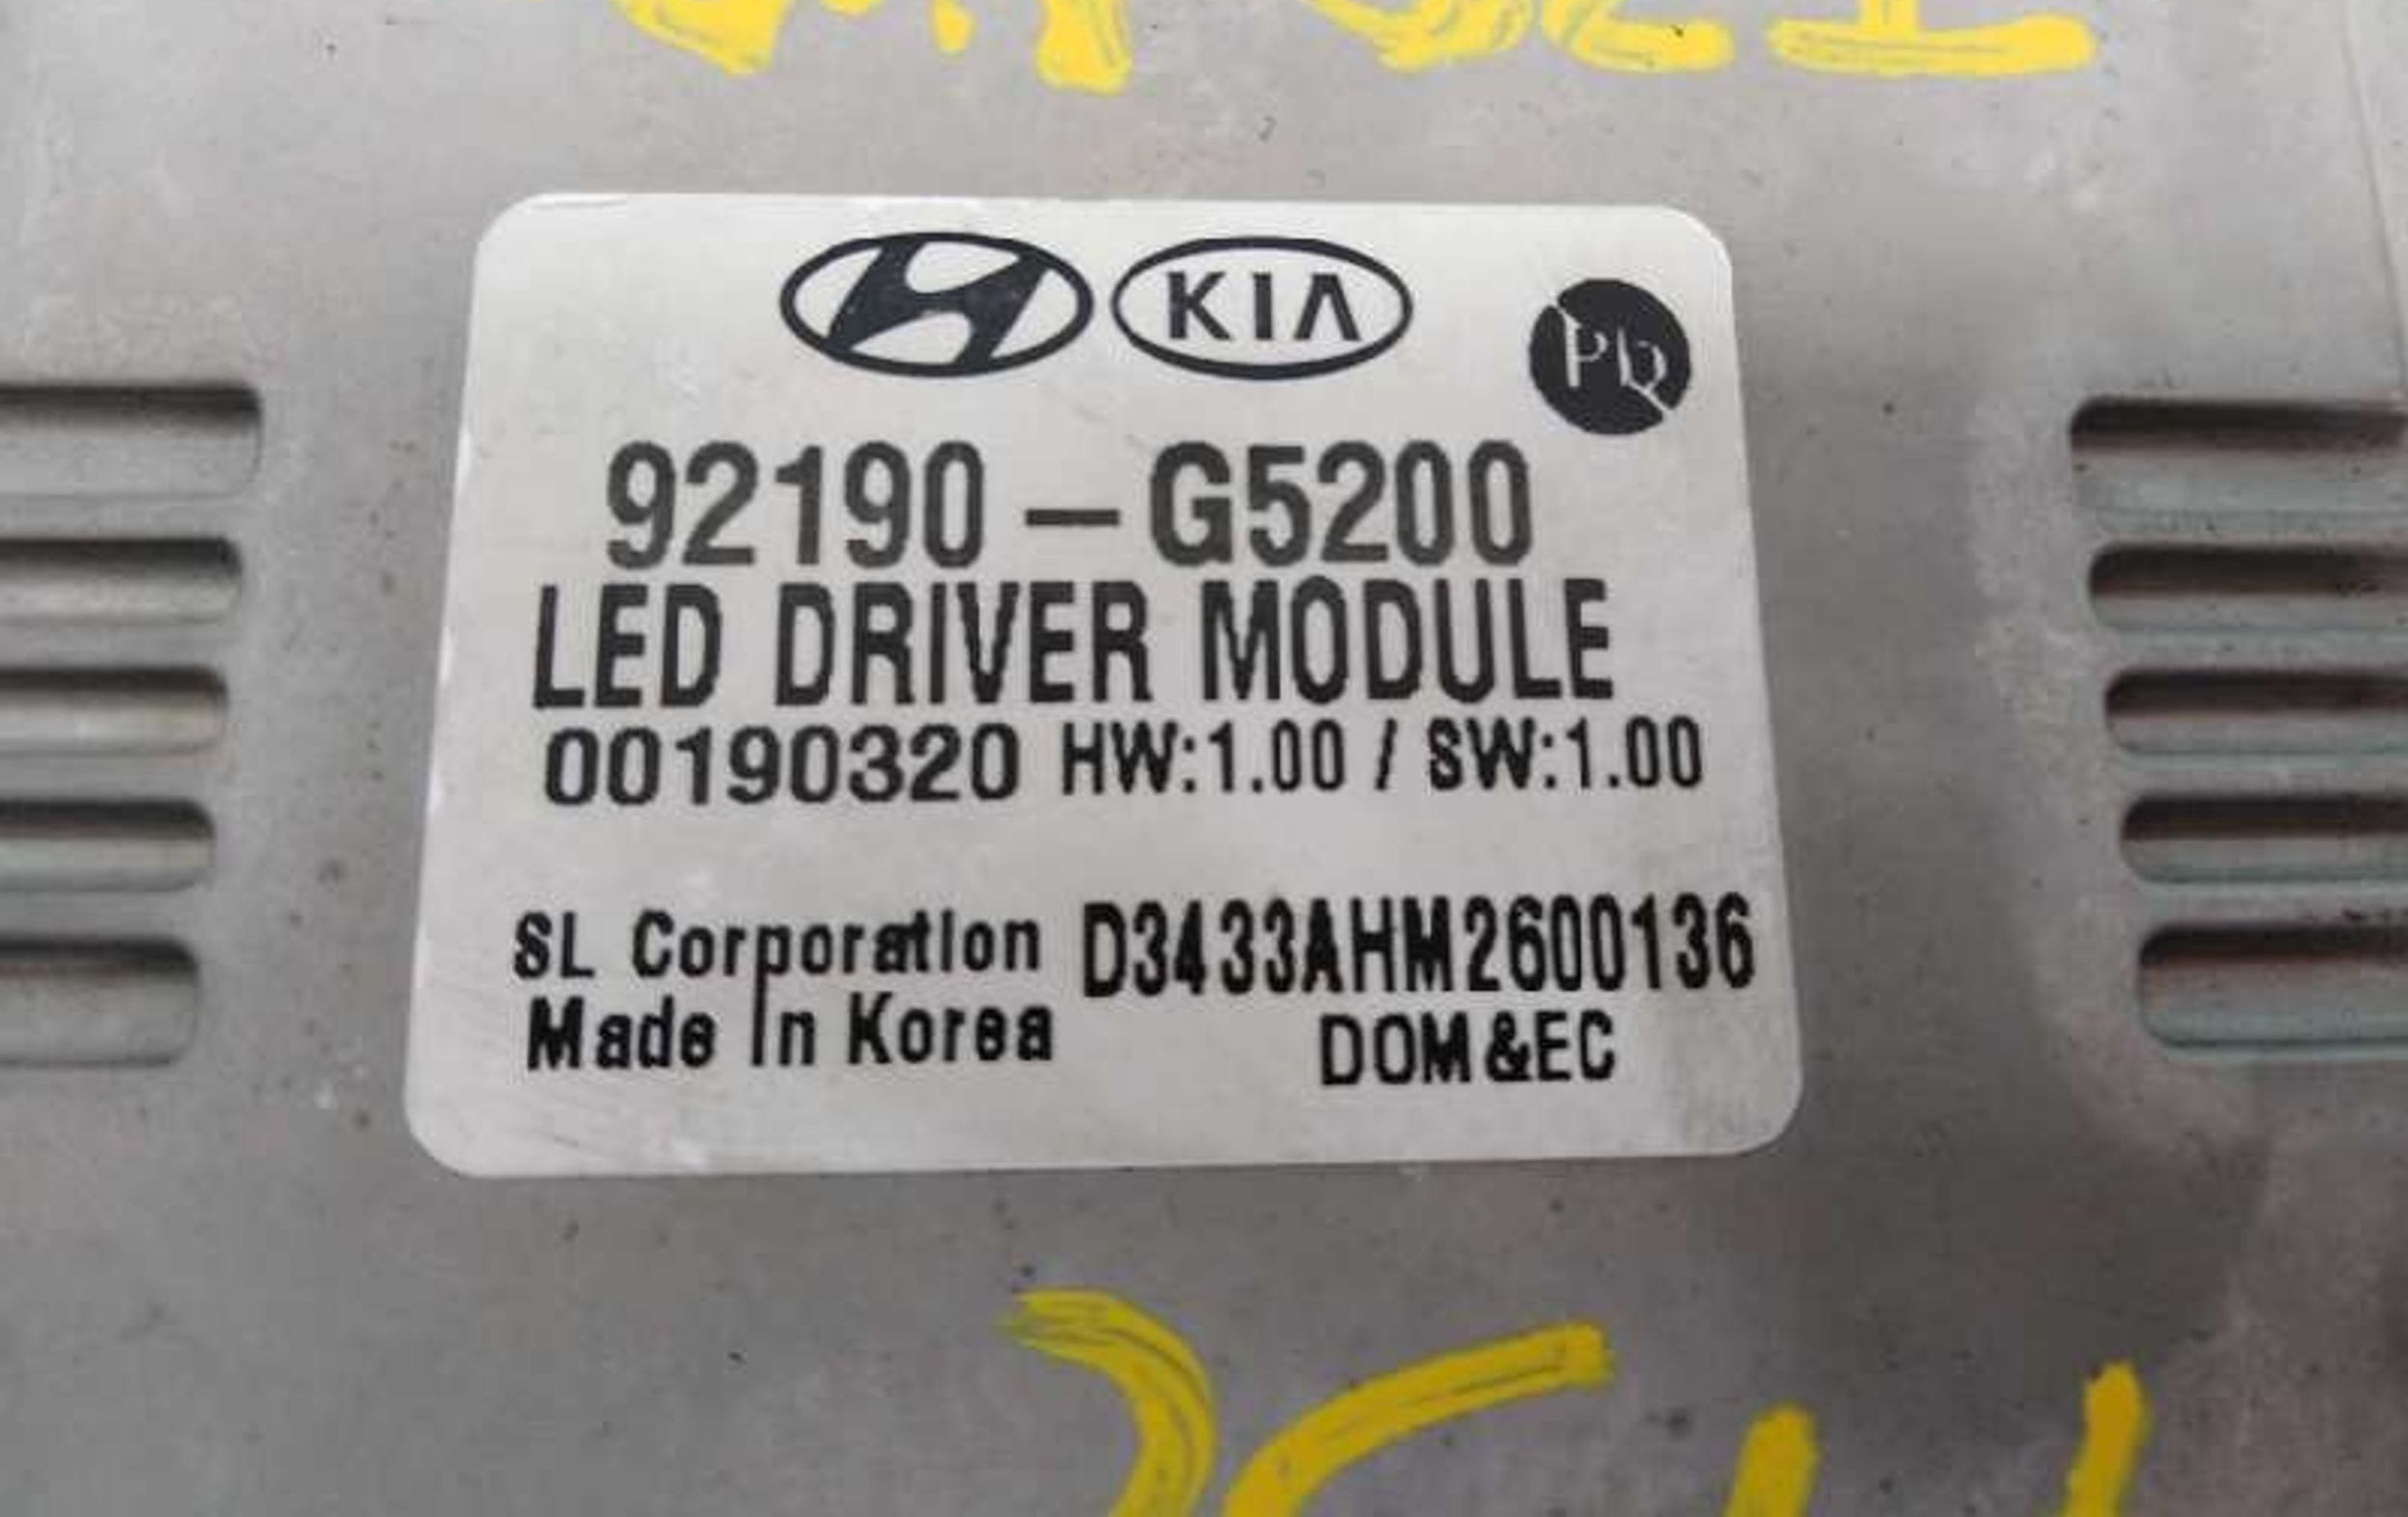 KIA
Pb
92190-G5200
LED DRIVER MODULE
00190320 HW:1.00 / SW:1.00
SL Corporation D3433AHM2600136
Made In Korea DOM&EC